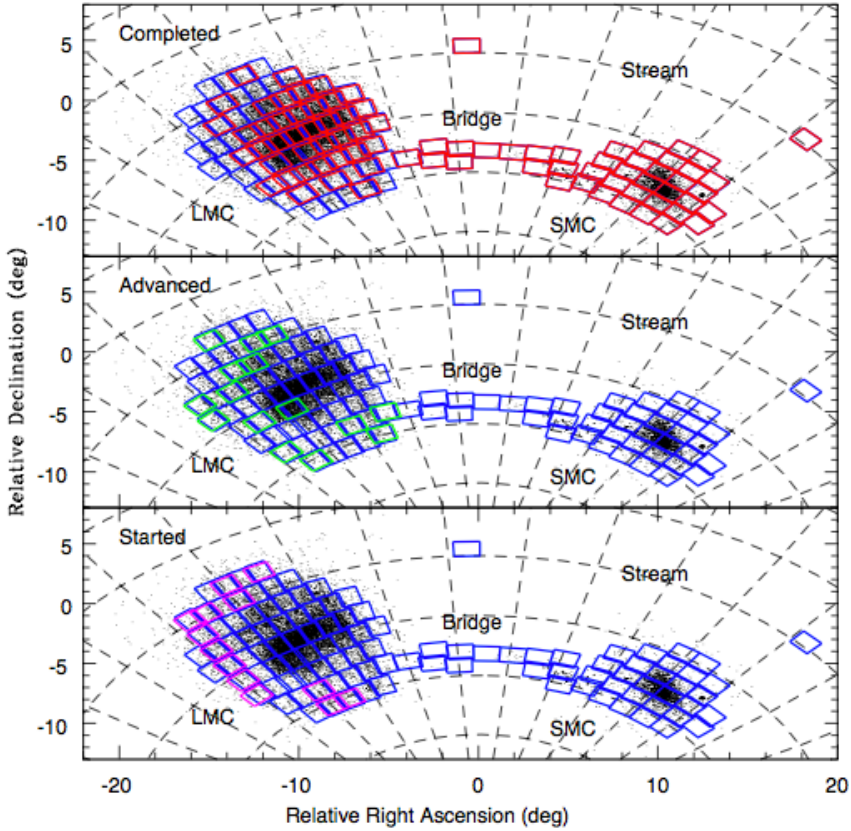 Completed
5
0
-5
-10
Stream
Bridge
LMC
SMC
Advanced
5
0
-5
-10
Stream
Bridge
LMC
SMC
Started
5
0
-5
-10
Stream
Bridge
LMC
SMC
-20 -10 0 10 20
Relative Right Ascension (deg)
Relative Declination (deg)